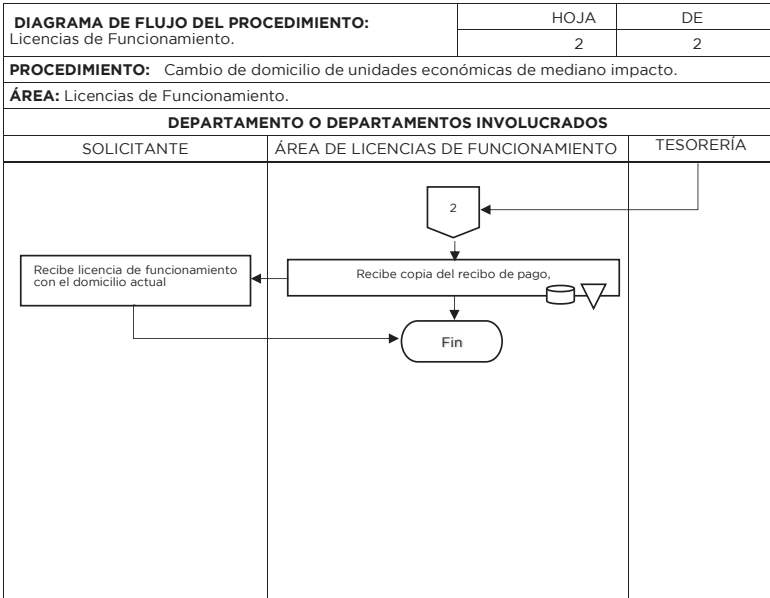 DIAGRAMA DE FLUJO DEL PROCEDIMIENTO:
Licencias de Funcionamiento.
HOJA
DE
2
2
PROCEDIMIENTO: Cambio de domicilio de unidades económicas de mediano impacto.
ÁREA: Licencias de Funcionamiento.
DEPARTAMENTO O DEPARTAMENTOS INVOLUCRADOS
SOLICITANTE
ÁREA DE LICENCIAS DE FUNCIONAMIENTO
TESORERÍA
2
Recibe licencia de funcionamiento
con el domicilio actual
Recibe copia del recibo de pago,
Fin